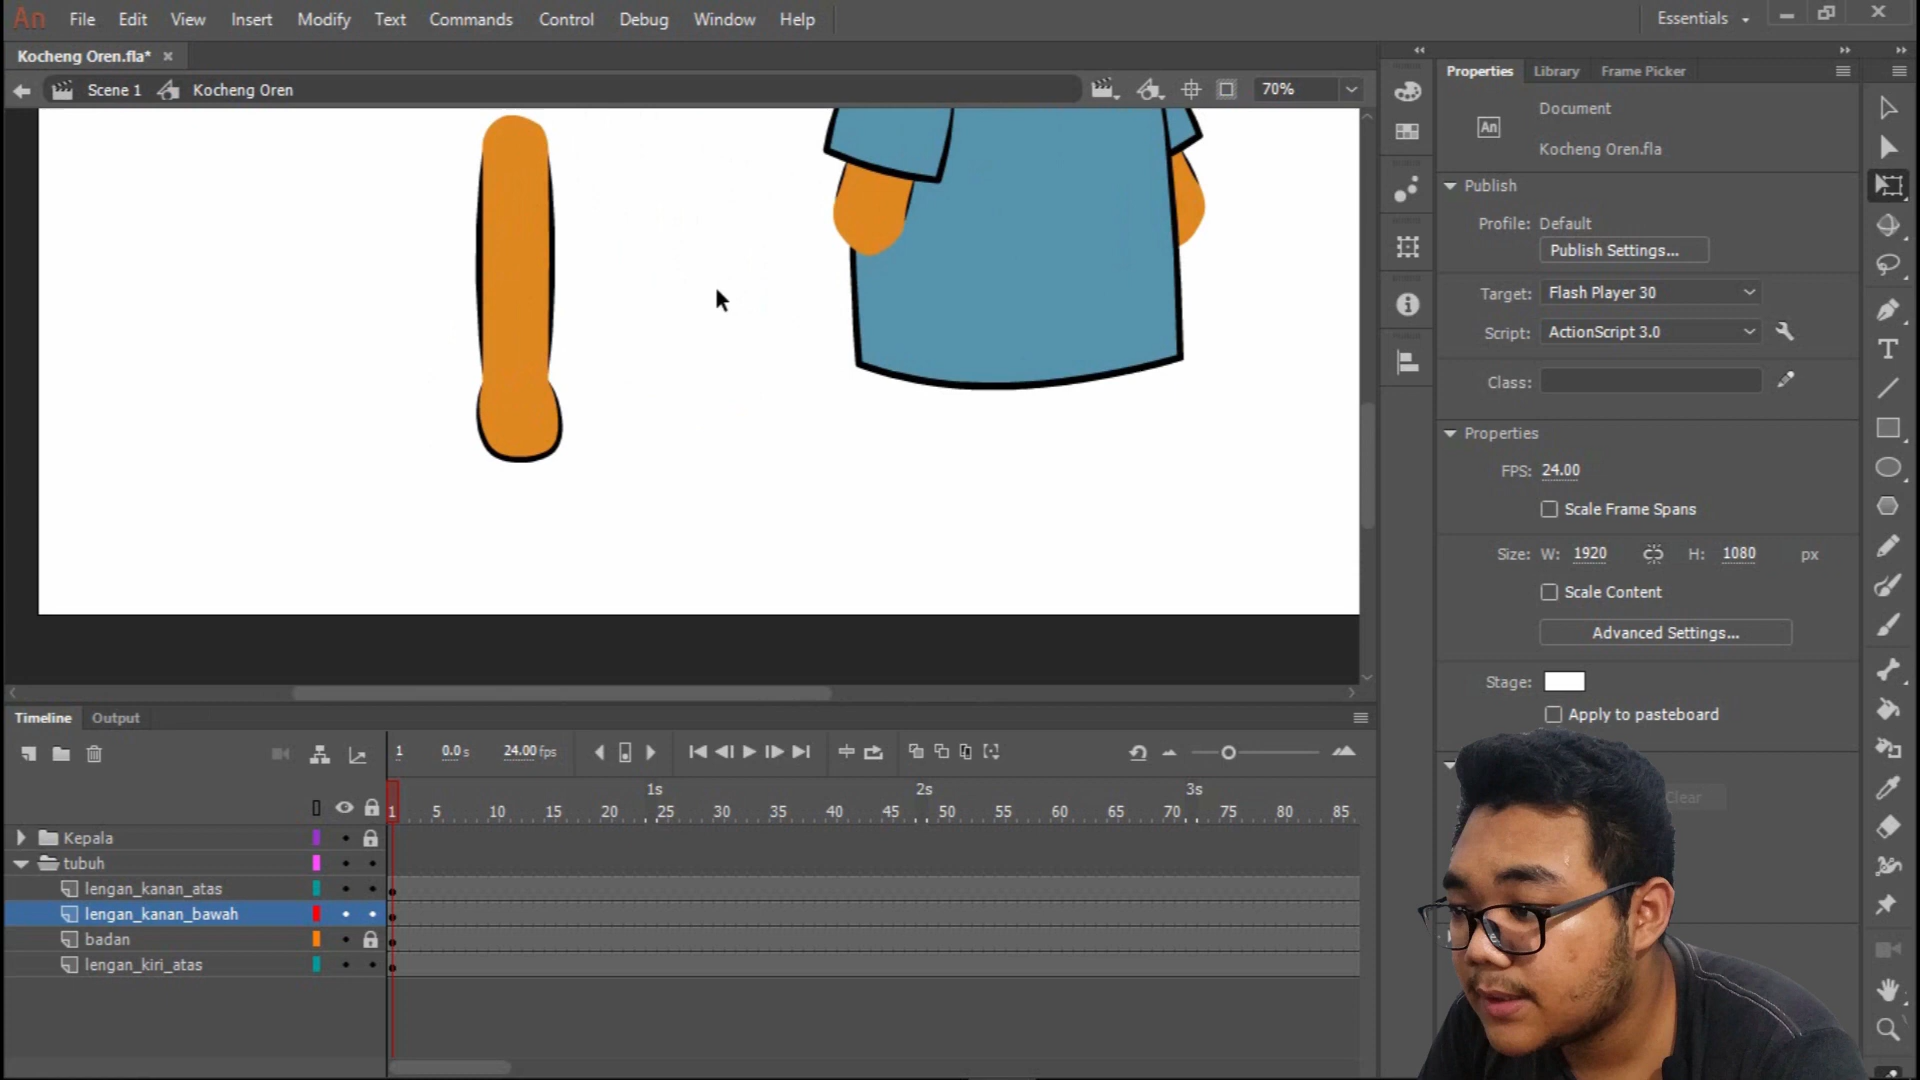 An File Edit View Insert Modify Text Commands Control Debug Window Help Essentials
Kocheng Oren.fla*
Scene 1 Kocheng Oren 70%
Properties Library Frame Picker
Document
An
Kocheng Oren.fla
Publish
Profile: Default
Publish Settings...
Target: Flash Player 30
Script: ActionScript 3.0
Class:
Properties
FPS: 24.00
Scale Frame Spans
Size: W: 1920 H: 1080 px
Scale Content
Advanced Settings...
Stage:
Apply to pasteboard
Clear
Timeline Output
1 0.0 s 24.00 fps
1s 2s 3s
1 5 10 15 20 25 30 35 40 45 50 55 60 65 70 75 80 85
Kepala
tubuh
lengan_kanan_atas
lengan_kanan_bawah
badan
lengan_kiri_atas